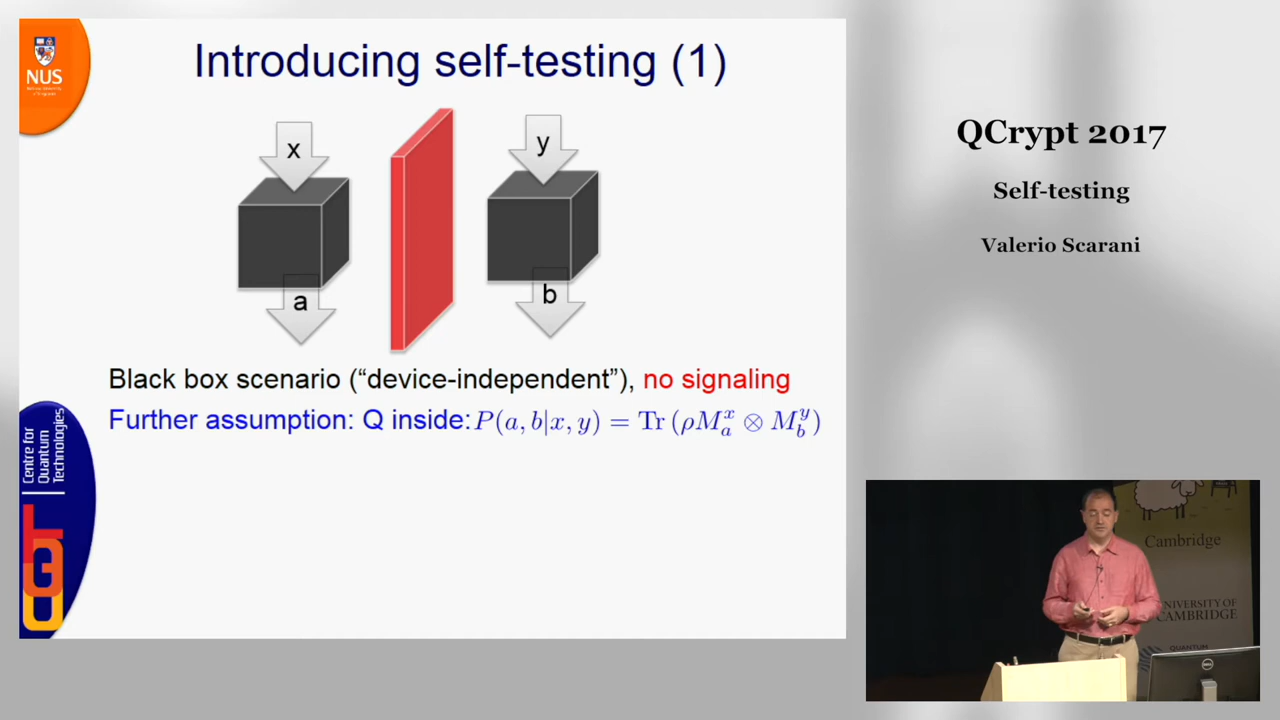 NUS
Introducing self-testing (1)
x
y
a
b
Black box scenario (“device-independent”), no signaling
Further assumption: Q inside: P(a, b|x, y) = Tr (ρM_a^x ⊗ M_b^y)
Centre for
Quantum
Technologies
QCrypt 2017
Self-testing
Valerio Scarani
Cambridge
UNIVERSITY OF
CAMBRIDGE
DELL